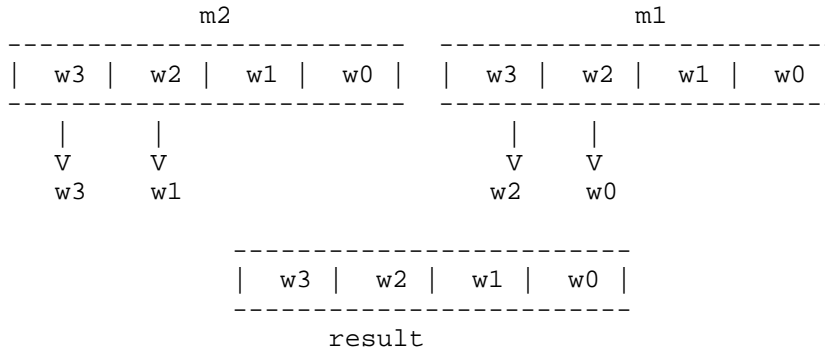 m2 m1
------------------------- ------------------------
| w3 | w2 | w1 | w0 | | w3 | w2 | w1 | w0
------------------------- ------------------------
| | | |
V V V V
w3 w1 w2 w0
-------------------------
| w3 | w2 | w1 | w0 |
-------------------------
result